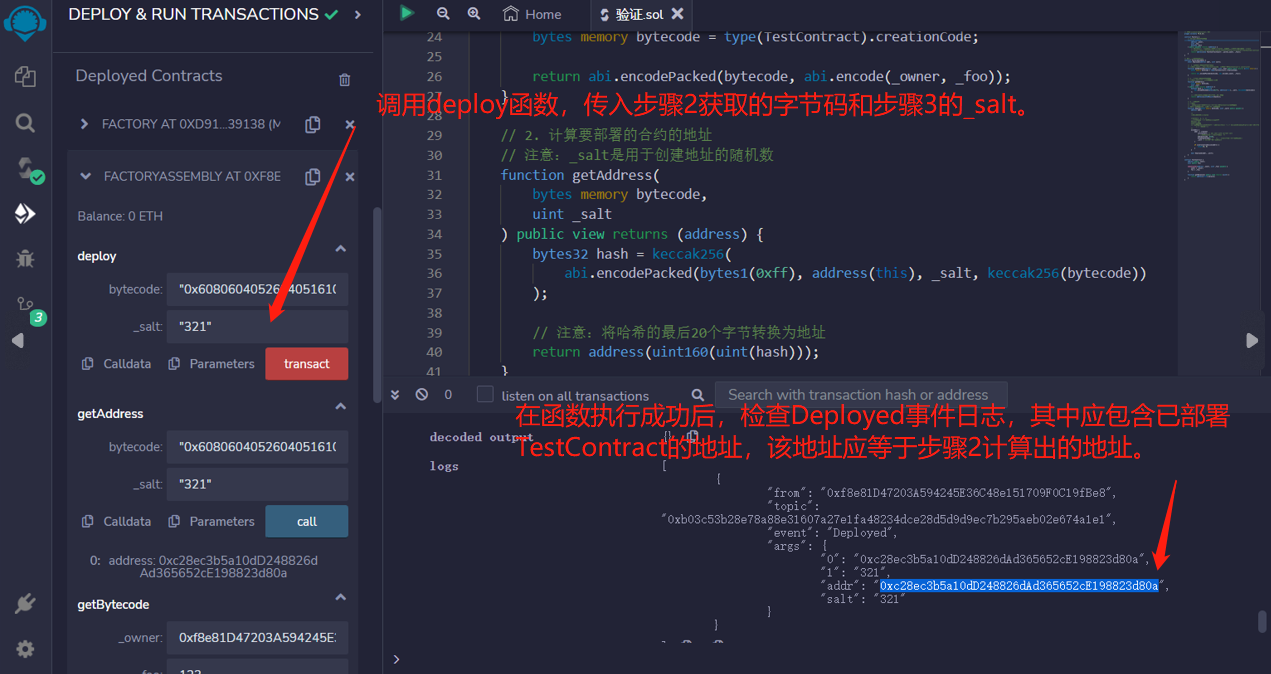 DEPLOY & RUN TRANSACTIONS
Home
验证.sol
Deployed Contracts
FACTORY AT 0XD91...39138 (M
FACTORYASSEMBLY AT 0XF8E
Balance: 0 ETH
deploy
bytecode: "0x6080604052604051610
_salt: "321"
Calldata Parameters transact
getAddress
bytecode: "0x6080604052604051610
_salt: "321"
Calldata Parameters call
0: address: 0xc28ec3b5a10dD248826d
Ad365652cE198823d80a
getBytecode
_owner: 0xf8e81D47203A594245E
3
24 bytes memory bytecode = type(TestContract).creationCode;
25
26 return abi.encodePacked(bytecode, abi.encode(_owner, _foo));
27 }
调用deploy函数，传入步骤2获取的字节码和步骤3的_salt。
28
29 // 2. 计算要部署的合约的地址
30 // 注意：_salt是用于创建地址的随机数
31 function getAddress(
32 bytes memory bytecode,
33 uint _salt
34 ) public view returns (address) {
35 bytes32 hash = keccak256(
36 abi.encodePacked(bytes1(0xff), address(this), _salt, keccak256(bytecode))
37 );
38
39 // 注意：将哈希的最后20个字节转换为地址
40 return address(uint160(uint(hash)));
41 }
0 listen on all transactions Search with transaction hash or address
在函数执行成功后，检查Deployed事件日志，其中应包含已部署
TestContract的地址，该地址应等于步骤2计算出的地址。
decoded output {}
logs [
{
"from": "0xf8e81D47203A594245E36C48e151709F0C19fBe8",
"topic":
"0xb03c53b28e78a88e31607a27e1fa48234dce28d5d9d9ec7b295aeb02e674a1e1",
"event": "Deployed",
"args": {
"0": "0xc28ec3b5a10dD248826dAd365652cE198823d80a",
"1": "321",
"addr": "0xc28ec3b5a10dD248826dAd365652cE198823d80a",
"salt": "321"
}
}
>